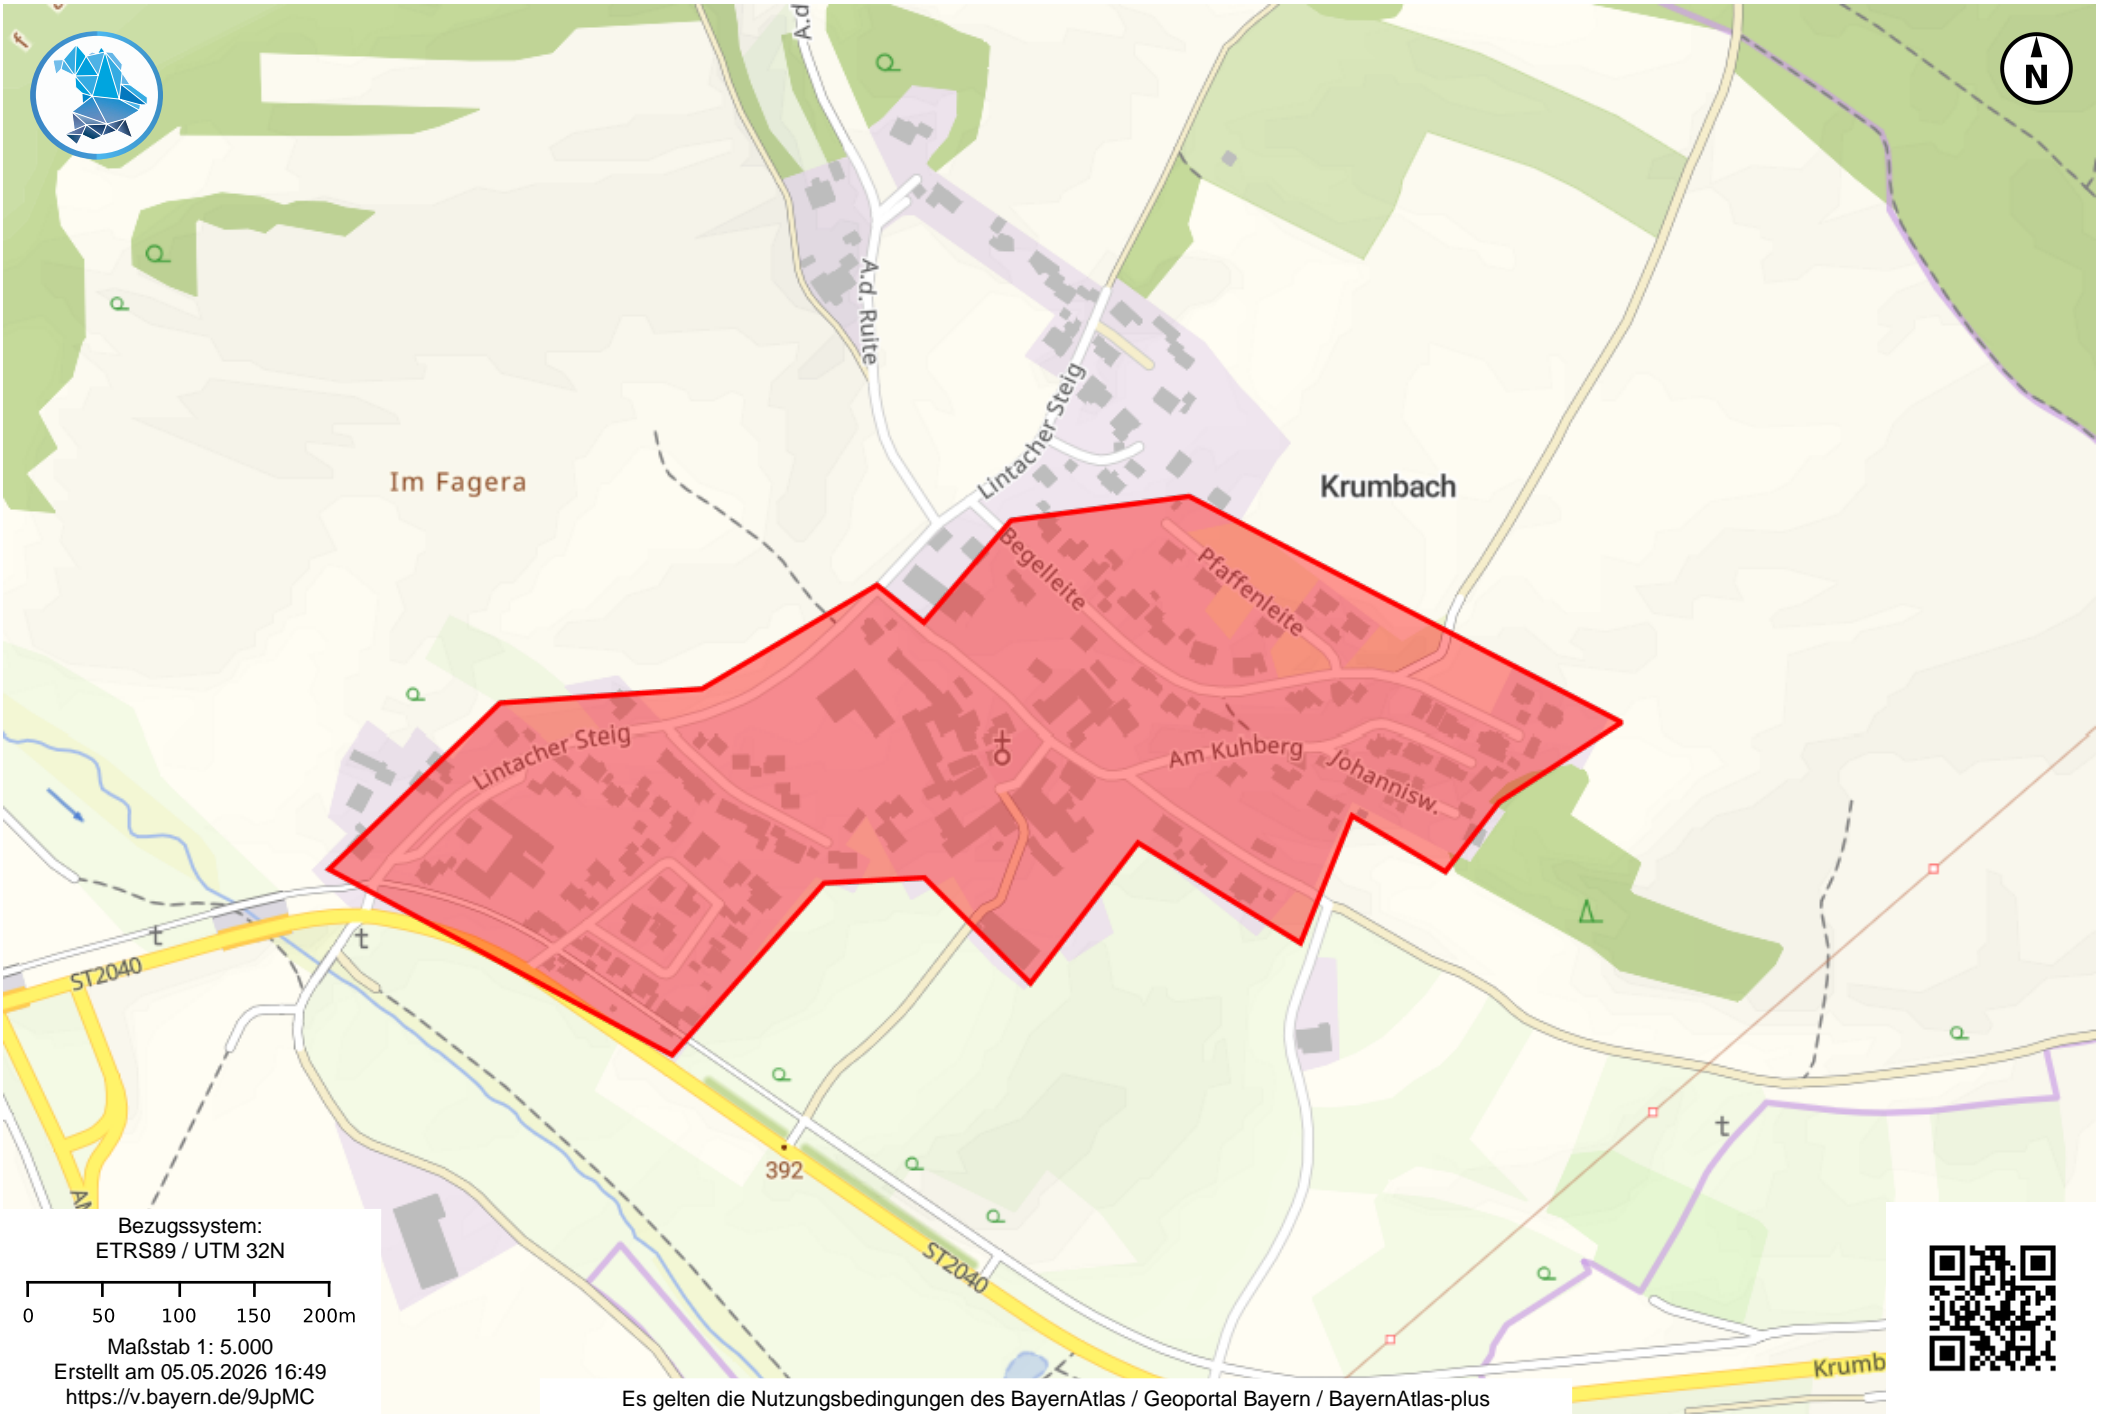 A.d
N
A.d. Ruite
Lintacher Steig
Im Fagera
Krumbach
Begelleite
Pfaffenleite
Lintacher Steig
Am Kuhberg
Johannisw.
ST2040
392
ST2040
Krumb
Bezugssystem:
ETRS89 / UTM 32N
0 50 100 150 200m
Maßstab 1: 5.000
Erstellt am 05.05.2026 16:49
https://v.bayern.de/9JpMC
Es gelten die Nutzungsbedingungen des BayernAtlas / Geoportal Bayern / BayernAtlas-plus